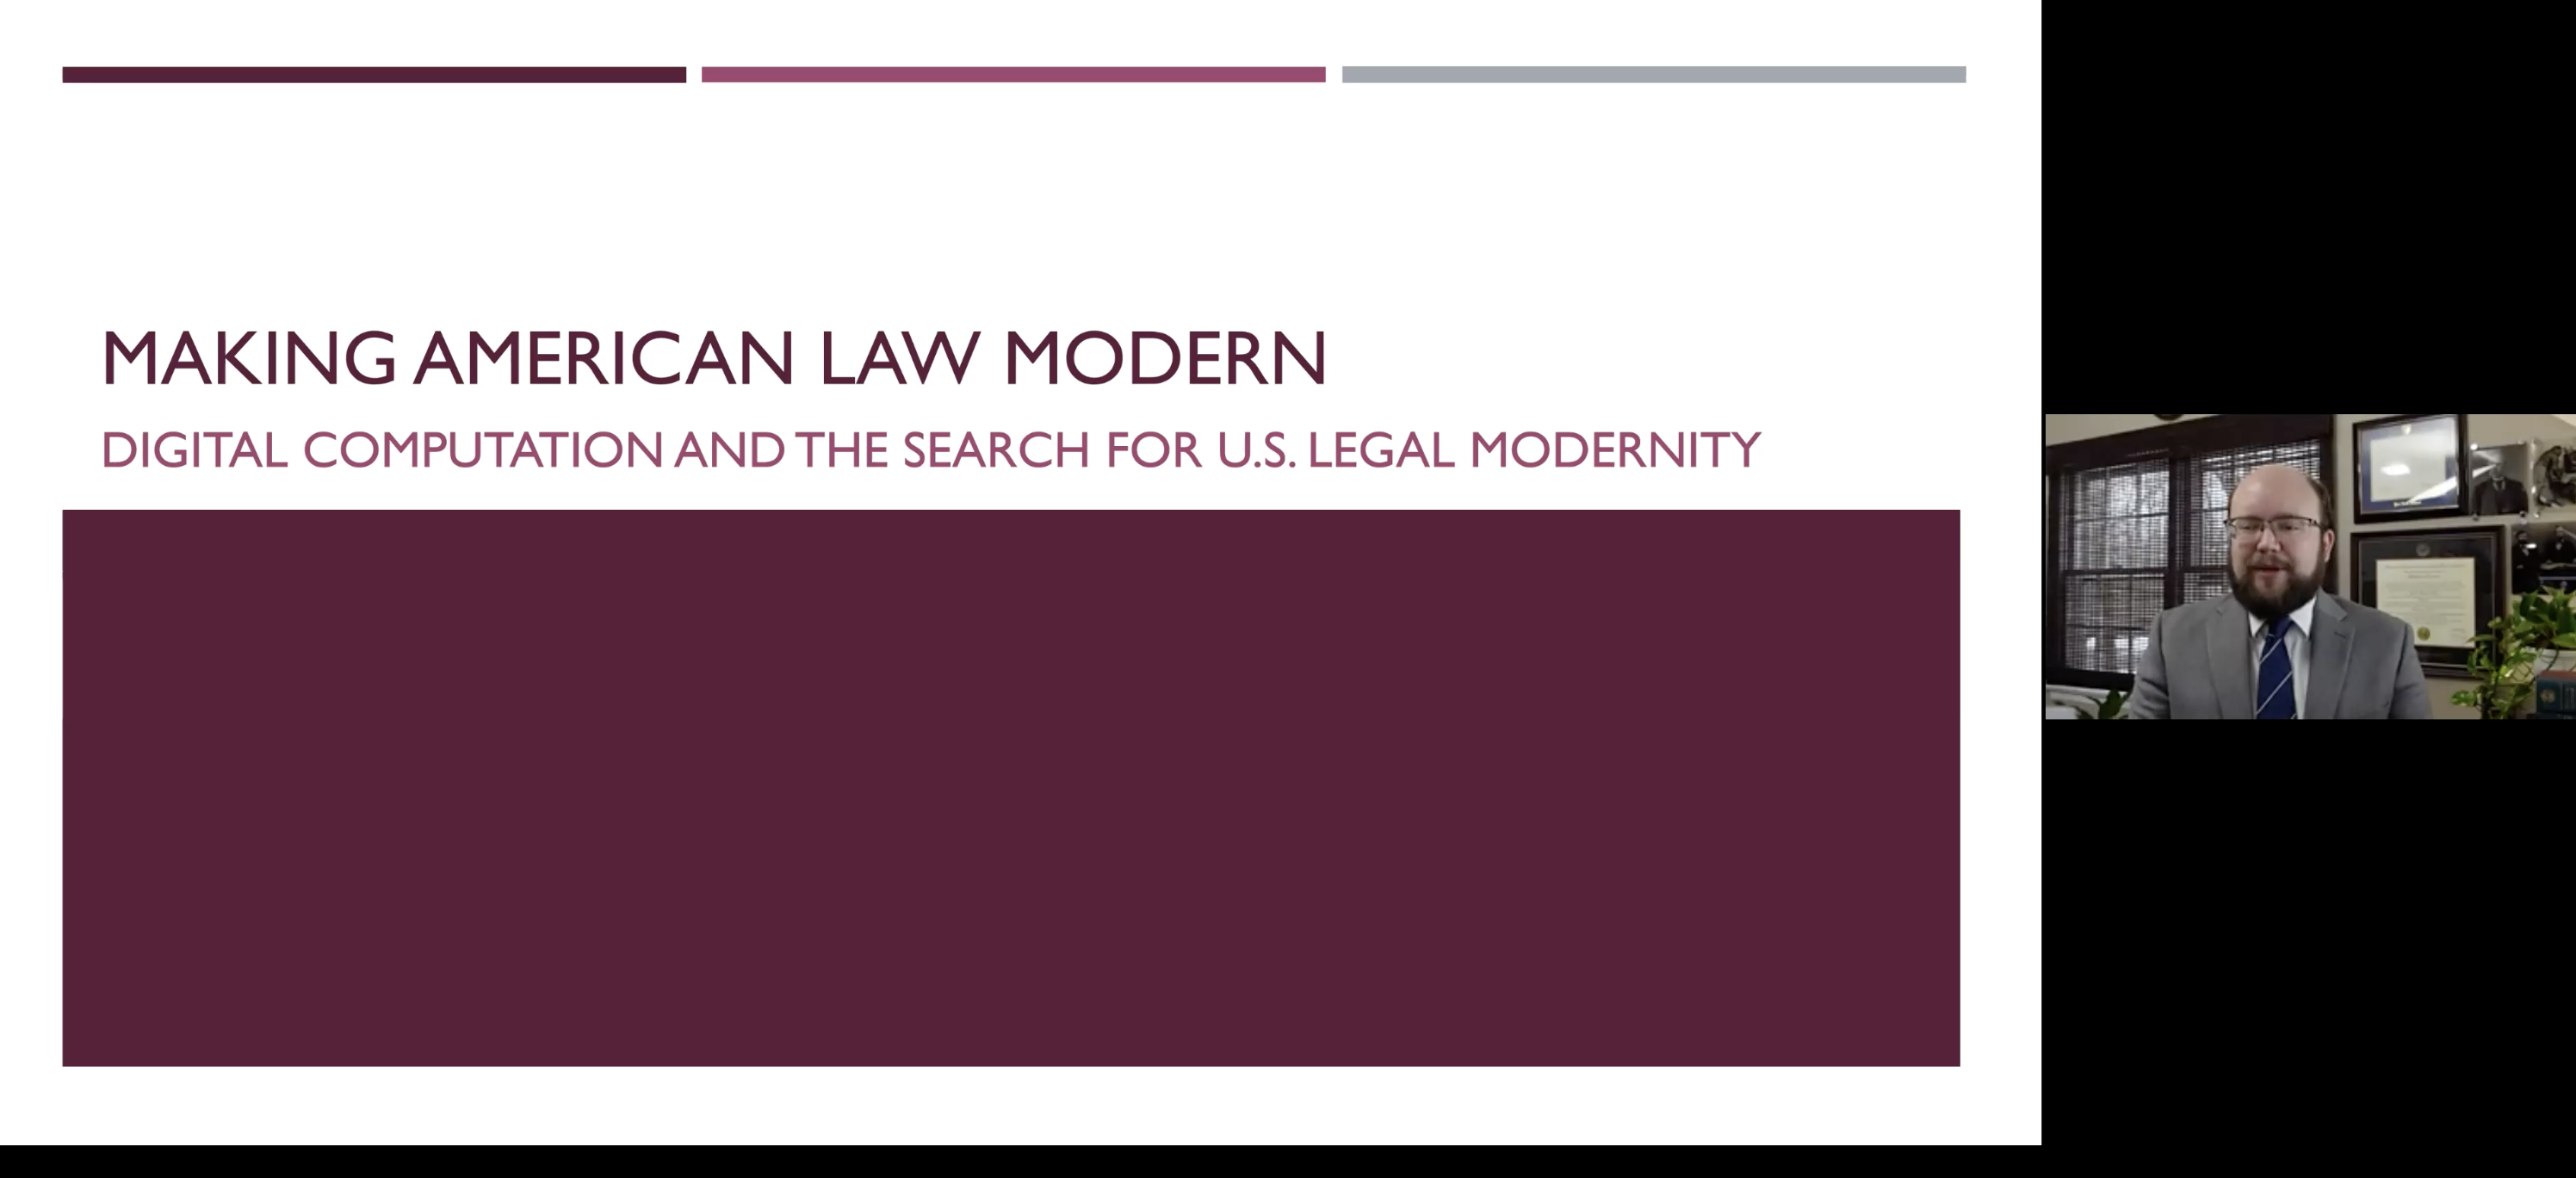 MAKING AMERICAN LAW MODERN
DIGITAL COMPUTATION AND THE SEARCH FOR U.S. LEGAL MODERNITY